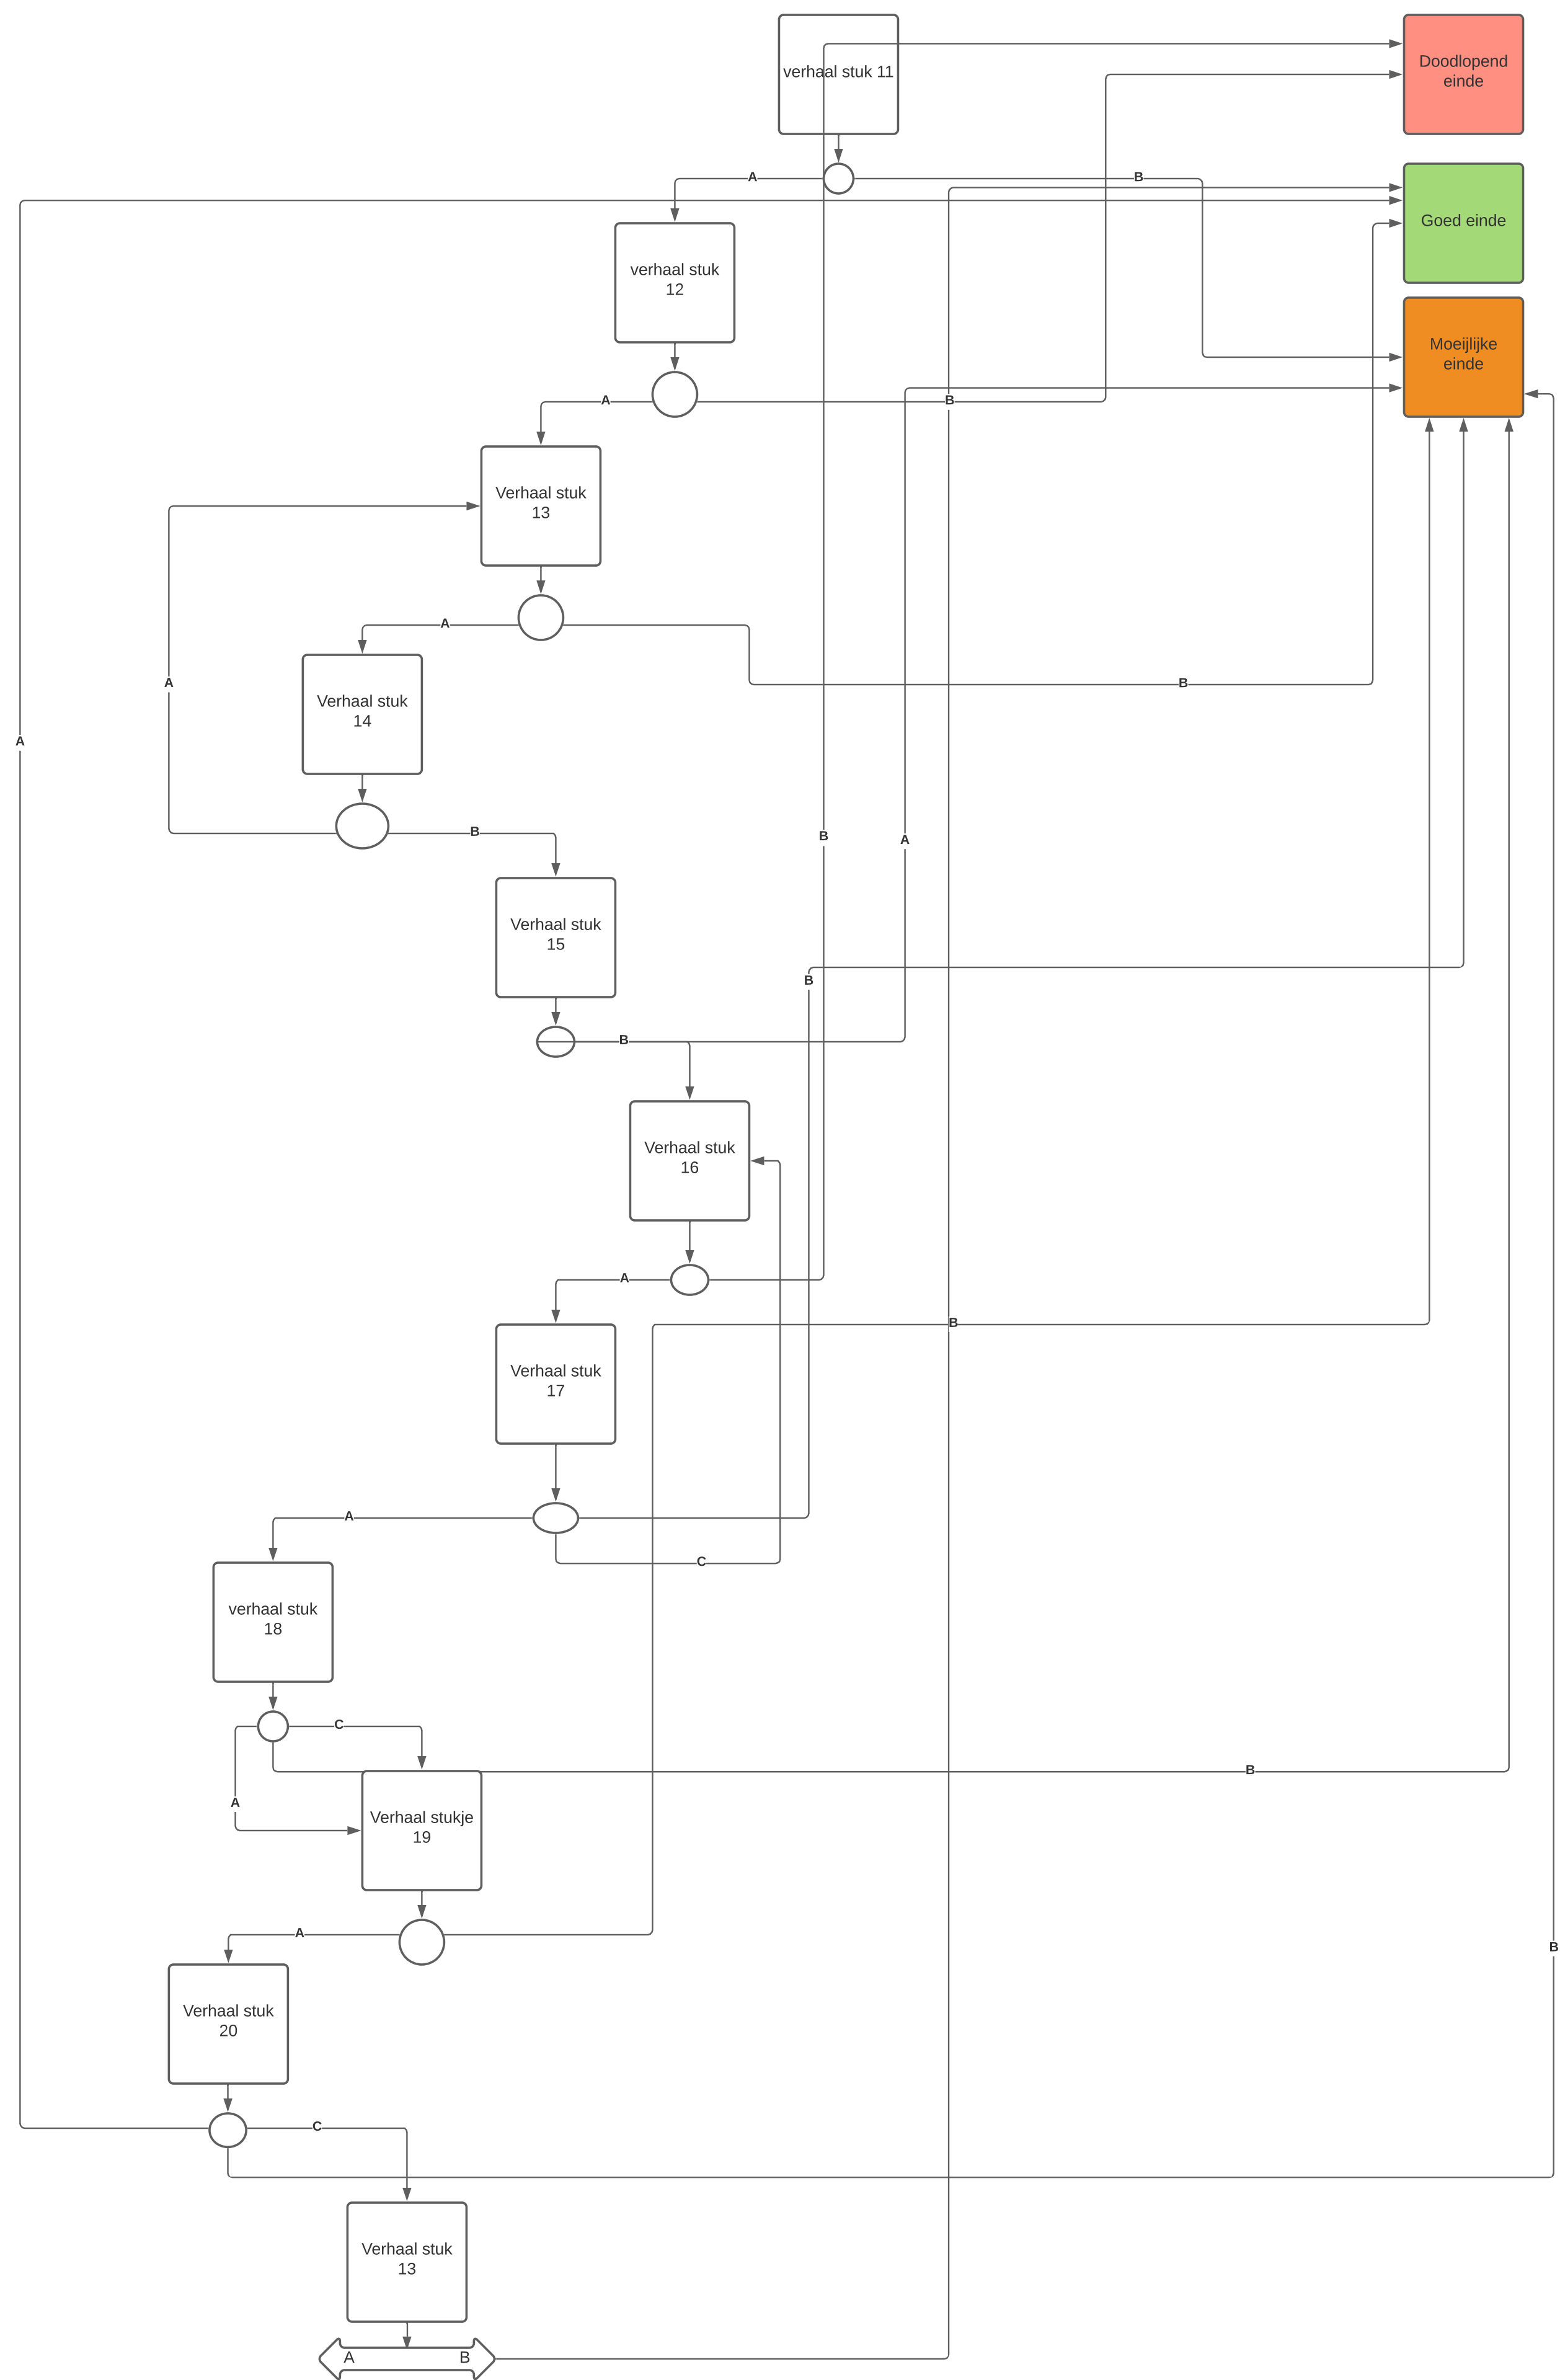 verhaal stuk 11
Doodlopend
einde
A
B
Goed einde
verhaal stuk
12
Moeijlijke
einde
A
B
Verhaal stuk
13
A
B
A
Verhaal stuk
14
A
B
B
A
Verhaal stuk
15
B
B
Verhaal stuk
16
A
B
Verhaal stuk
17
A
C
verhaal stuk
18
C
B
A
Verhaal stukje
19
A
B
Verhaal stuk
20
C
Verhaal stuk
13
A
B